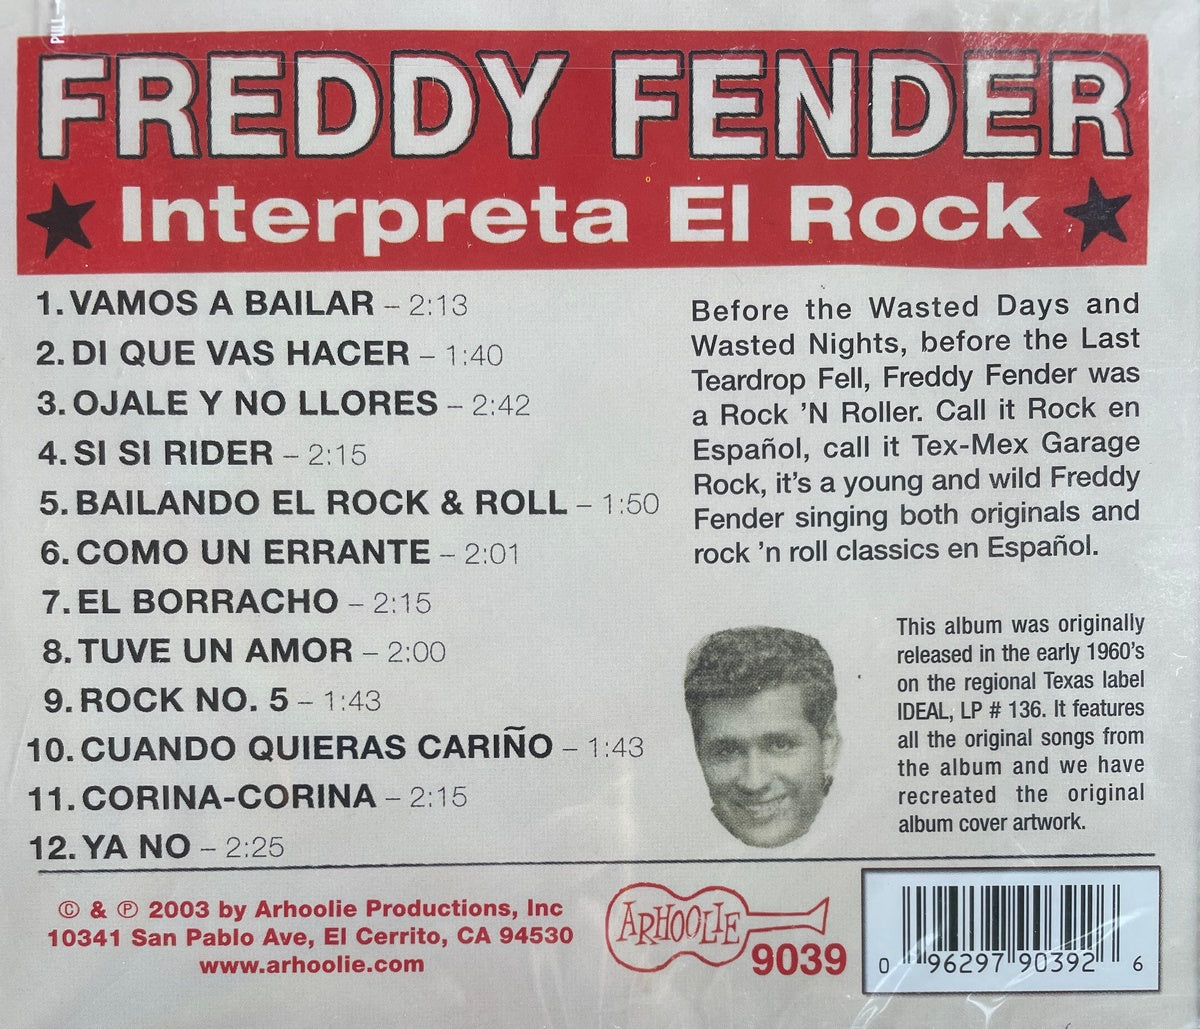 PULL
FREDDY FENDER
Interpreta El Rock
1. VAMOS A BAILAR – 2:13
2. DI QUE VAS HACER – 1:40
3. OJALE Y NO LLORES – 2:42
4. SI SI RIDER – 2:15
5. BAILANDO EL ROCK & ROLL – 1:50
6. COMO UN ERRANTE – 2:01
7. EL BORRACHO – 2:15
8. TUVE UN AMOR – 2:00
9. ROCK NO. 5 – 1:43
10. CUANDO QUIERAS CARIÑO – 1:43
11. CORINA-CORINA – 2:15
12. YA NO – 2:25
Before the Wasted Days and
Wasted Nights, before the Last
Teardrop Fell, Freddy Fender was
a Rock ’N Roller. Call it Rock en
Español, call it Tex-Mex Garage
Rock, it’s a young and wild Freddy
Fender singing both originals and
rock ’n roll classics en Español.
This album was originally
released in the early 1960’s
on the regional Texas label
IDEAL, LP # 136. It features
all the original songs from
the album and we have
recreated the original
album cover artwork.
© & ℗ 2003 by Arhoolie Productions, Inc
10341 San Pablo Ave, El Cerrito, CA 94530
www.arhoolie.com
ARHOOLIE
9039
0 96297 90392 6